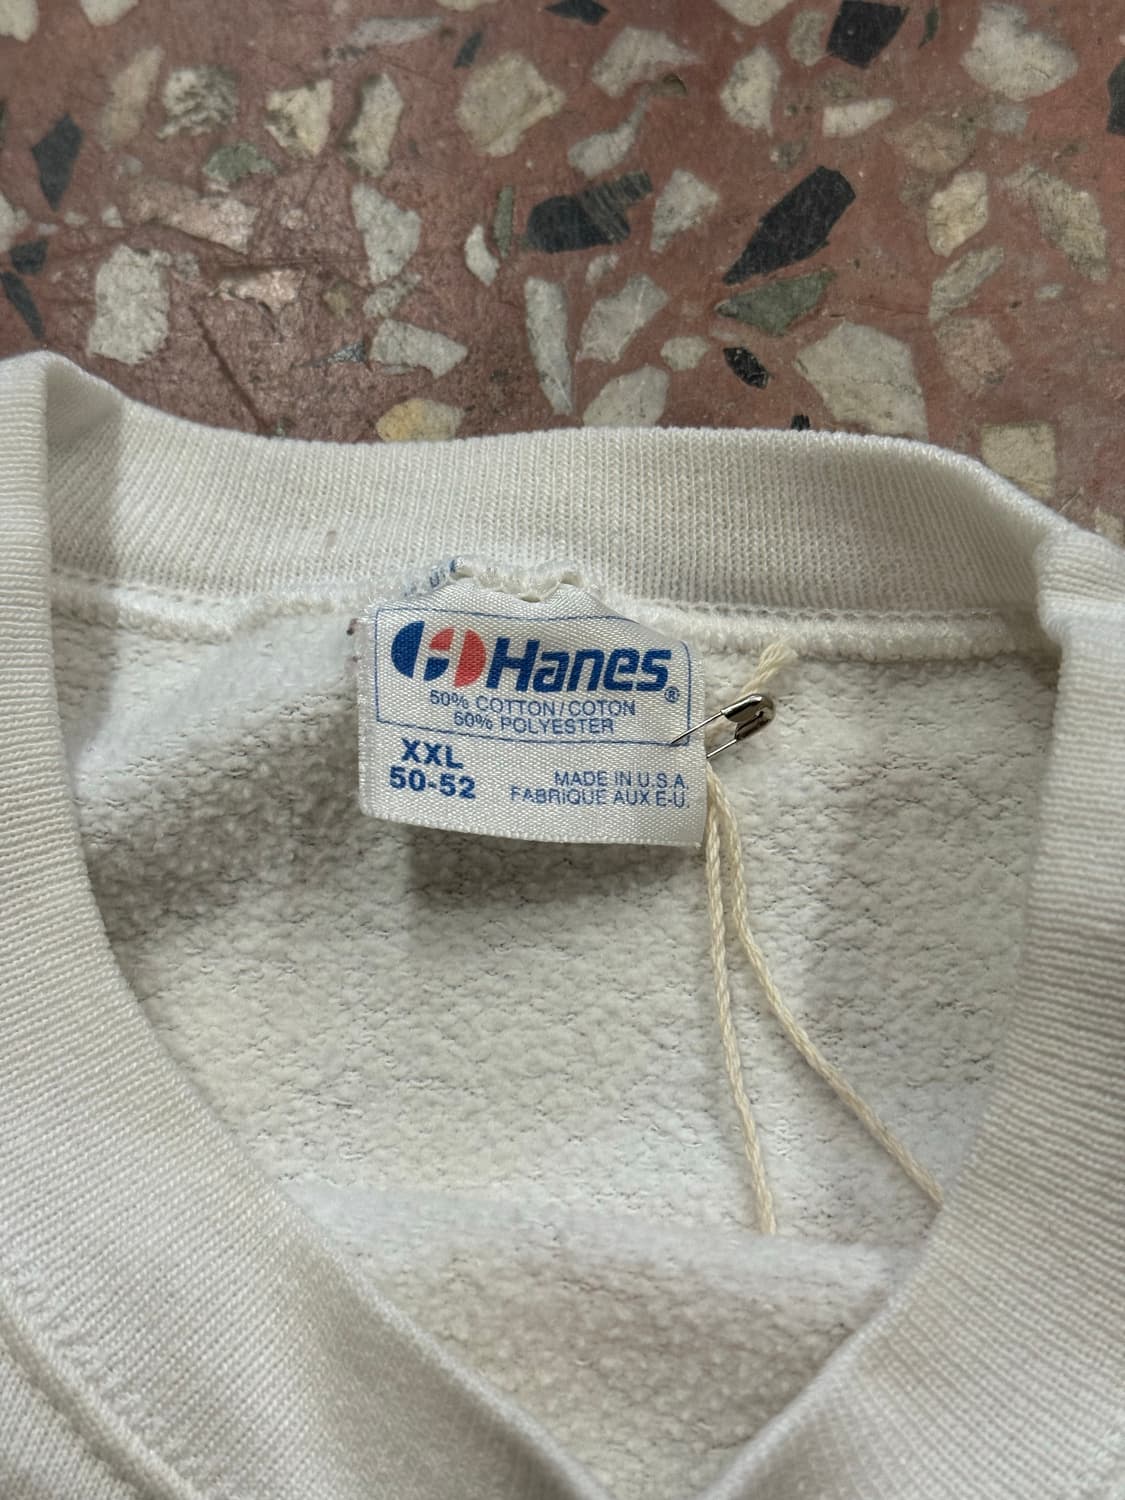 Hanes®
50% COTTON/COTON
50% POLYESTER
XXL
50-52
MADE IN U.S.A.
FABRIQUE AUX E-U.